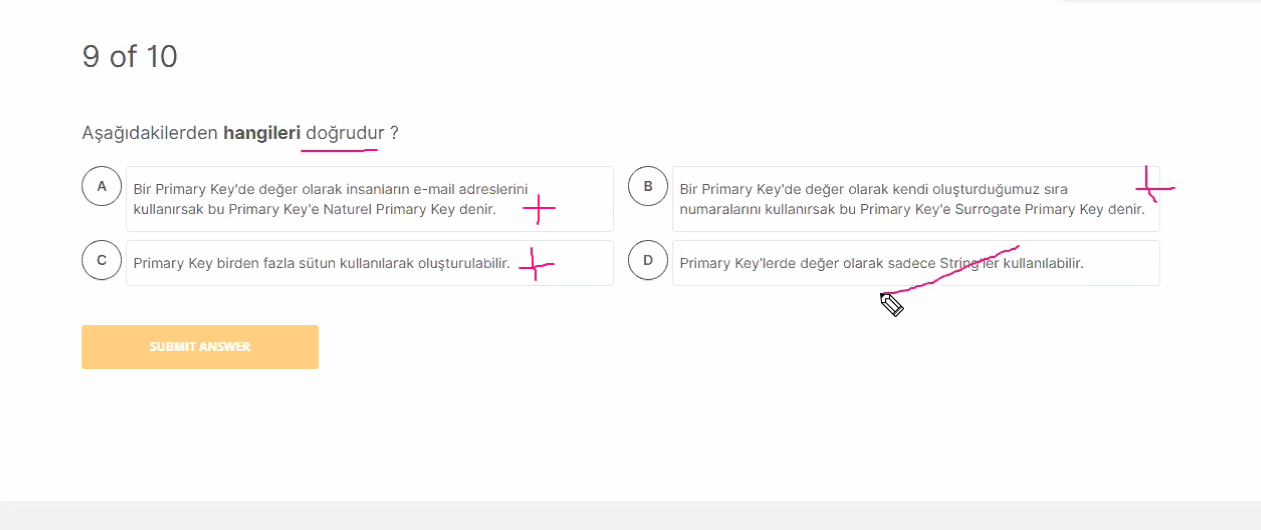 9 of 10
Aşağıdakilerden hangileri doğrudur ?
A
Bir Primary Key'de değer olarak insanların e-mail adreslerini
kullanırsak bu Primary Key'e Naturel Primary Key denir.
B
Bir Primary Key'de değer olarak kendi oluşturduğumuz sıra
numaralarını kullanırsak bu Primary Key'e Surrogate Primary Key denir.
C
Primary Key birden fazla sütun kullanılarak oluşturulabilir.
D
Primary Key'lerde değer olarak sadece String'ler kullanılabilir.
SUBMIT ANSWER